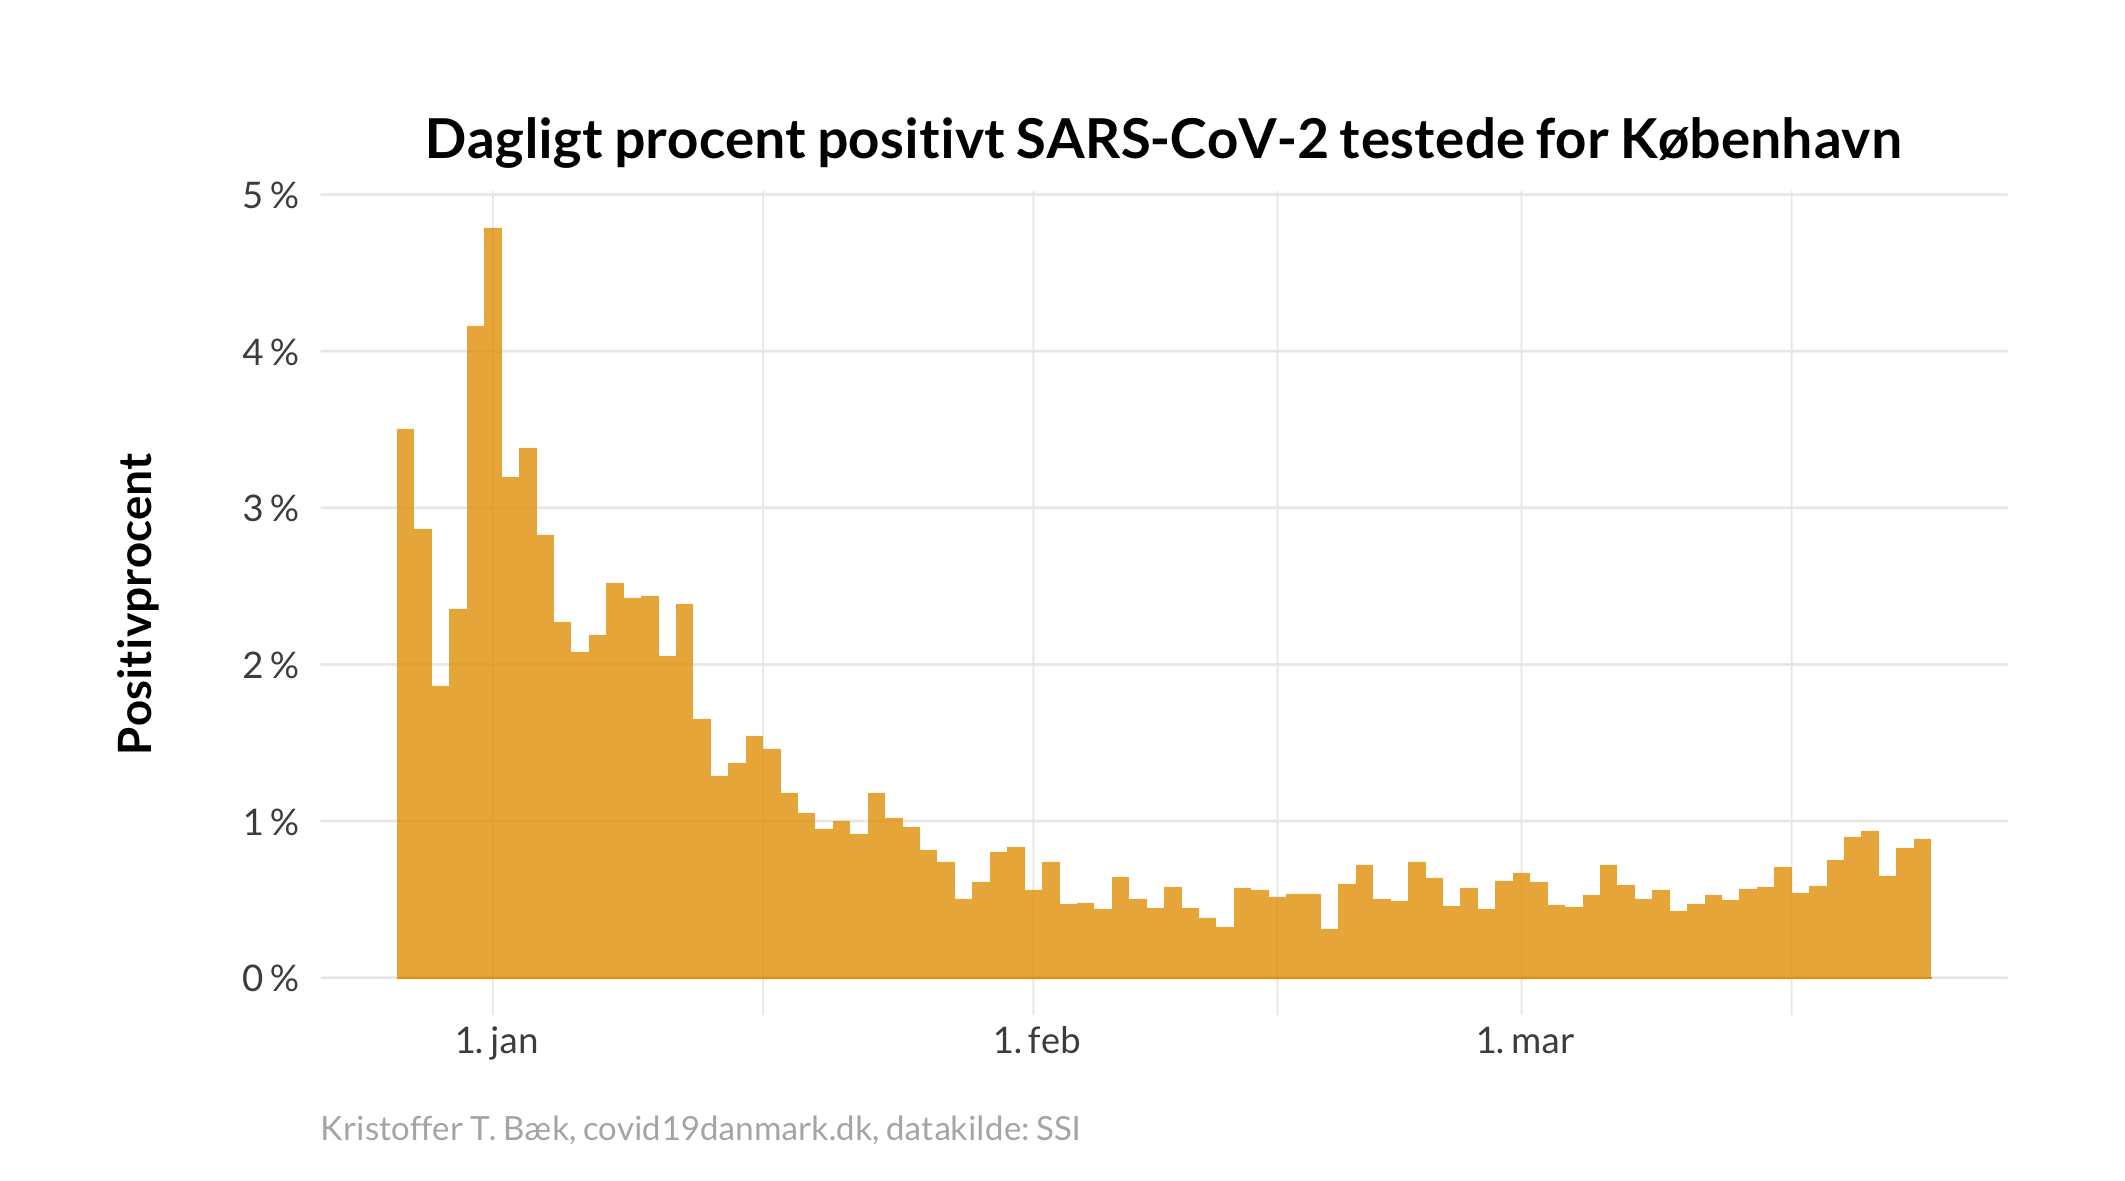 Dagligt procent positivt SARS-CoV-2 testede for København
Positivprocent
5 %
4 %
3 %
2 %
1 %
0 %
1. jan
1. feb
1. mar
Kristoffer T. Bæk, covid19danmark.dk, datakilde: SSI